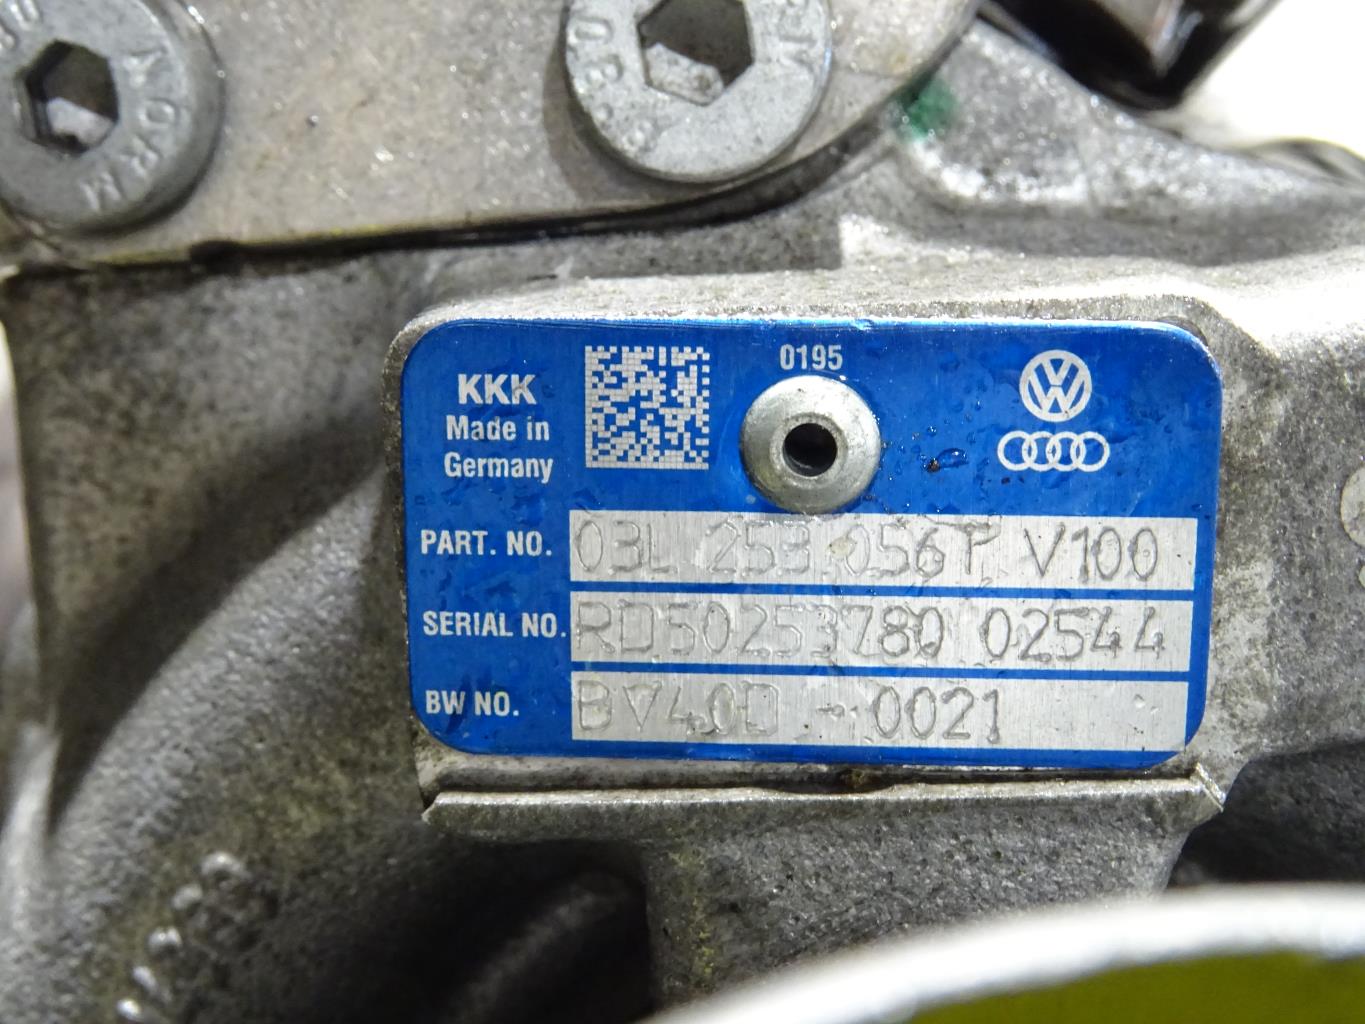 KKK
Made in
Germany
0195
PART. NO. 03L 253 056T V100
SERIAL NO. RD50253780 02544
BW NO. BV40D - 0021